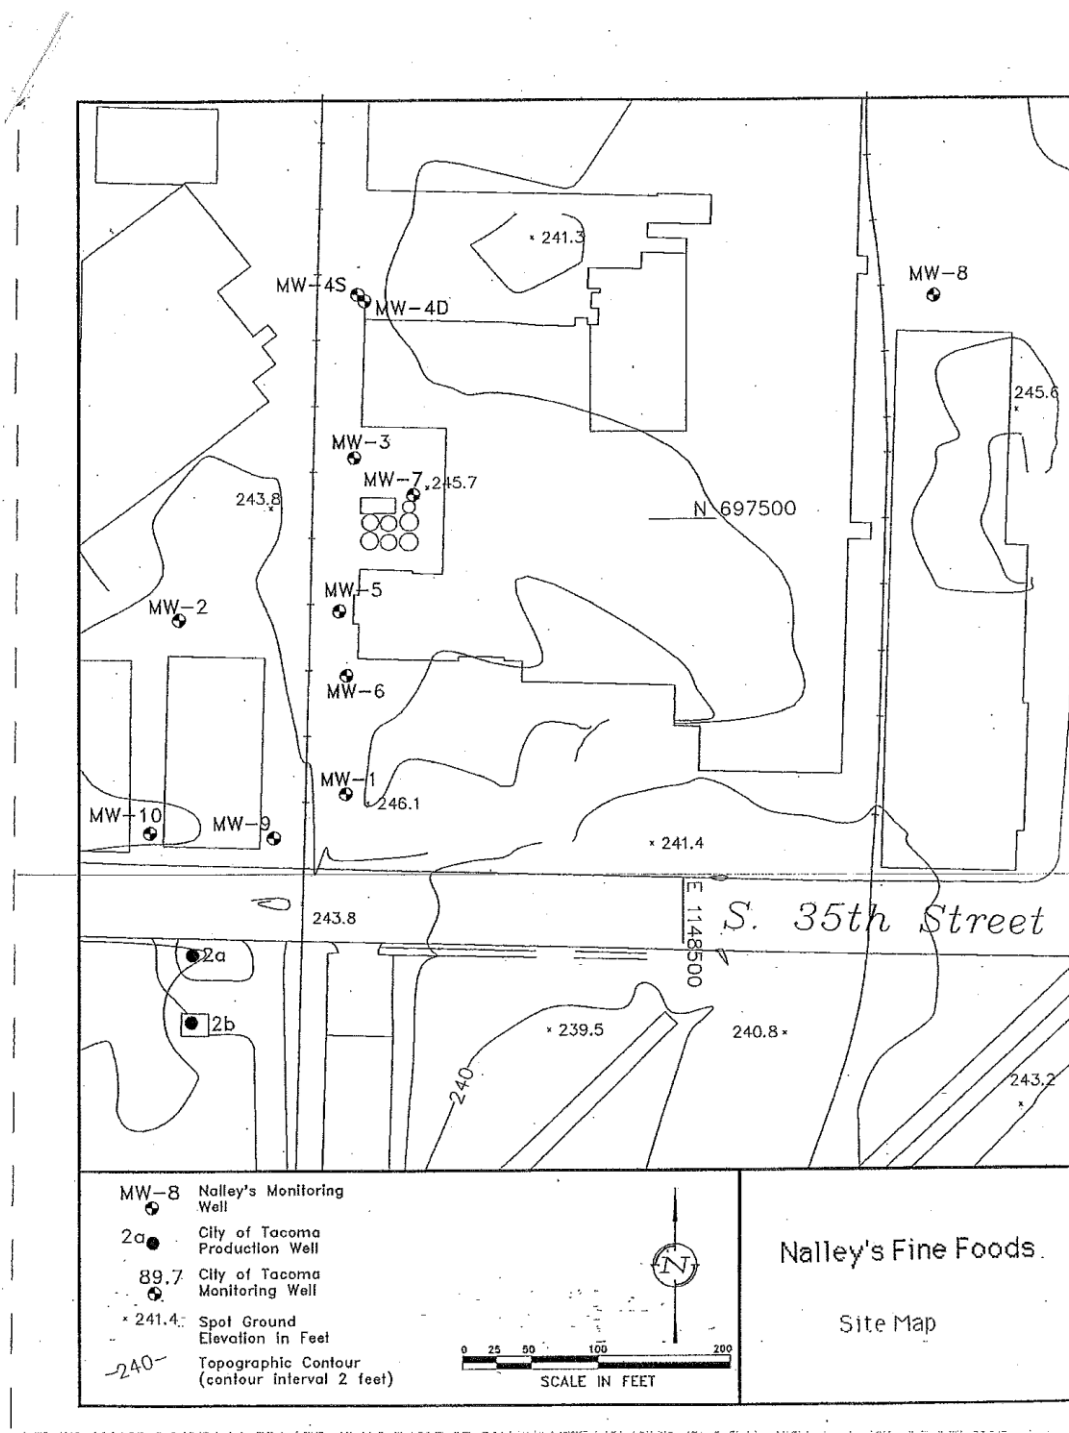 241.3
MW-8
MW-4S
MW-4D
245.6
MW-3
MW-7
245.7
243.8
N 697500
MW-5
MW-2
MW-6
MW-1
246.1
MW-10
MW-9
241.4
E 1148500
S. 35th Street
243.8
2a
2b
239.5
240.8
240
243.2
MW-8 Nalley's Monitoring
Well
2a City of Tacoma
Production Well
89.7 City of Tacoma
Monitoring Well
× 241.4 Spot Ground
Elevation in Feet
-240- Topographic Contour
(contour interval 2 feet)
N
0 25 50 100 200
SCALE IN FEET
Nalley's Fine Foods
Site Map